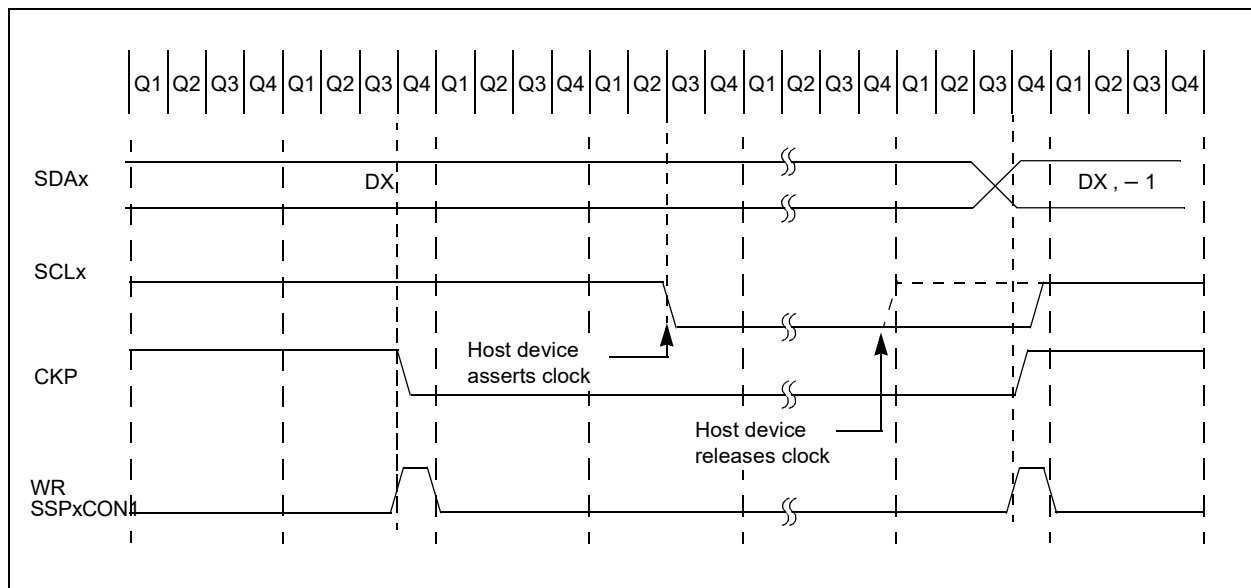 Q1 Q2 Q3 Q4 Q1 Q2 Q3 Q4 Q1 Q2 Q3 Q4 Q1 Q2 Q3 Q4 Q1 Q2 Q3 Q4 Q1 Q2 Q3 Q4 Q1 Q2 Q3 Q4
SDAx
DX
DX , – 1
SCLx
Host device
asserts clock
CKP
Host device
releases clock
WR
SSPxCON1